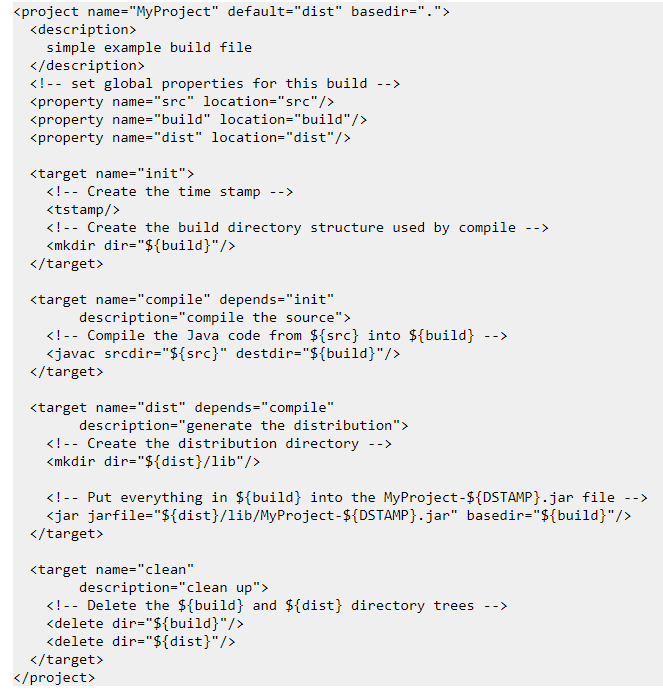 <project name="MyProject" default="dist" basedir=".">
  <description>
    simple example build file
  </description>
  <!-- set global properties for this build -->
  <property name="src" location="src"/>
  <property name="build" location="build"/>
  <property name="dist" location="dist"/>

  <target name="init">
    <!-- Create the time stamp -->
    <tstamp/>
    <!-- Create the build directory structure used by compile -->
    <mkdir dir="${build}"/>
  </target>

  <target name="compile" depends="init"
        description="compile the source">
    <!-- Compile the Java code from ${src} into ${build} -->
    <javac srcdir="${src}" destdir="${build}"/>
  </target>

  <target name="dist" depends="compile"
        description="generate the distribution">
    <!-- Create the distribution directory -->
    <mkdir dir="${dist}/lib"/>

    <!-- Put everything in ${build} into the MyProject-${DSTAMP}.jar file -->
    <jar jarfile="${dist}/lib/MyProject-${DSTAMP}.jar" basedir="${build}"/>
  </target>

  <target name="clean"
        description="clean up">
    <!-- Delete the ${build} and ${dist} directory trees -->
    <delete dir="${build}"/>
    <delete dir="${dist}"/>
  </target>
</project>